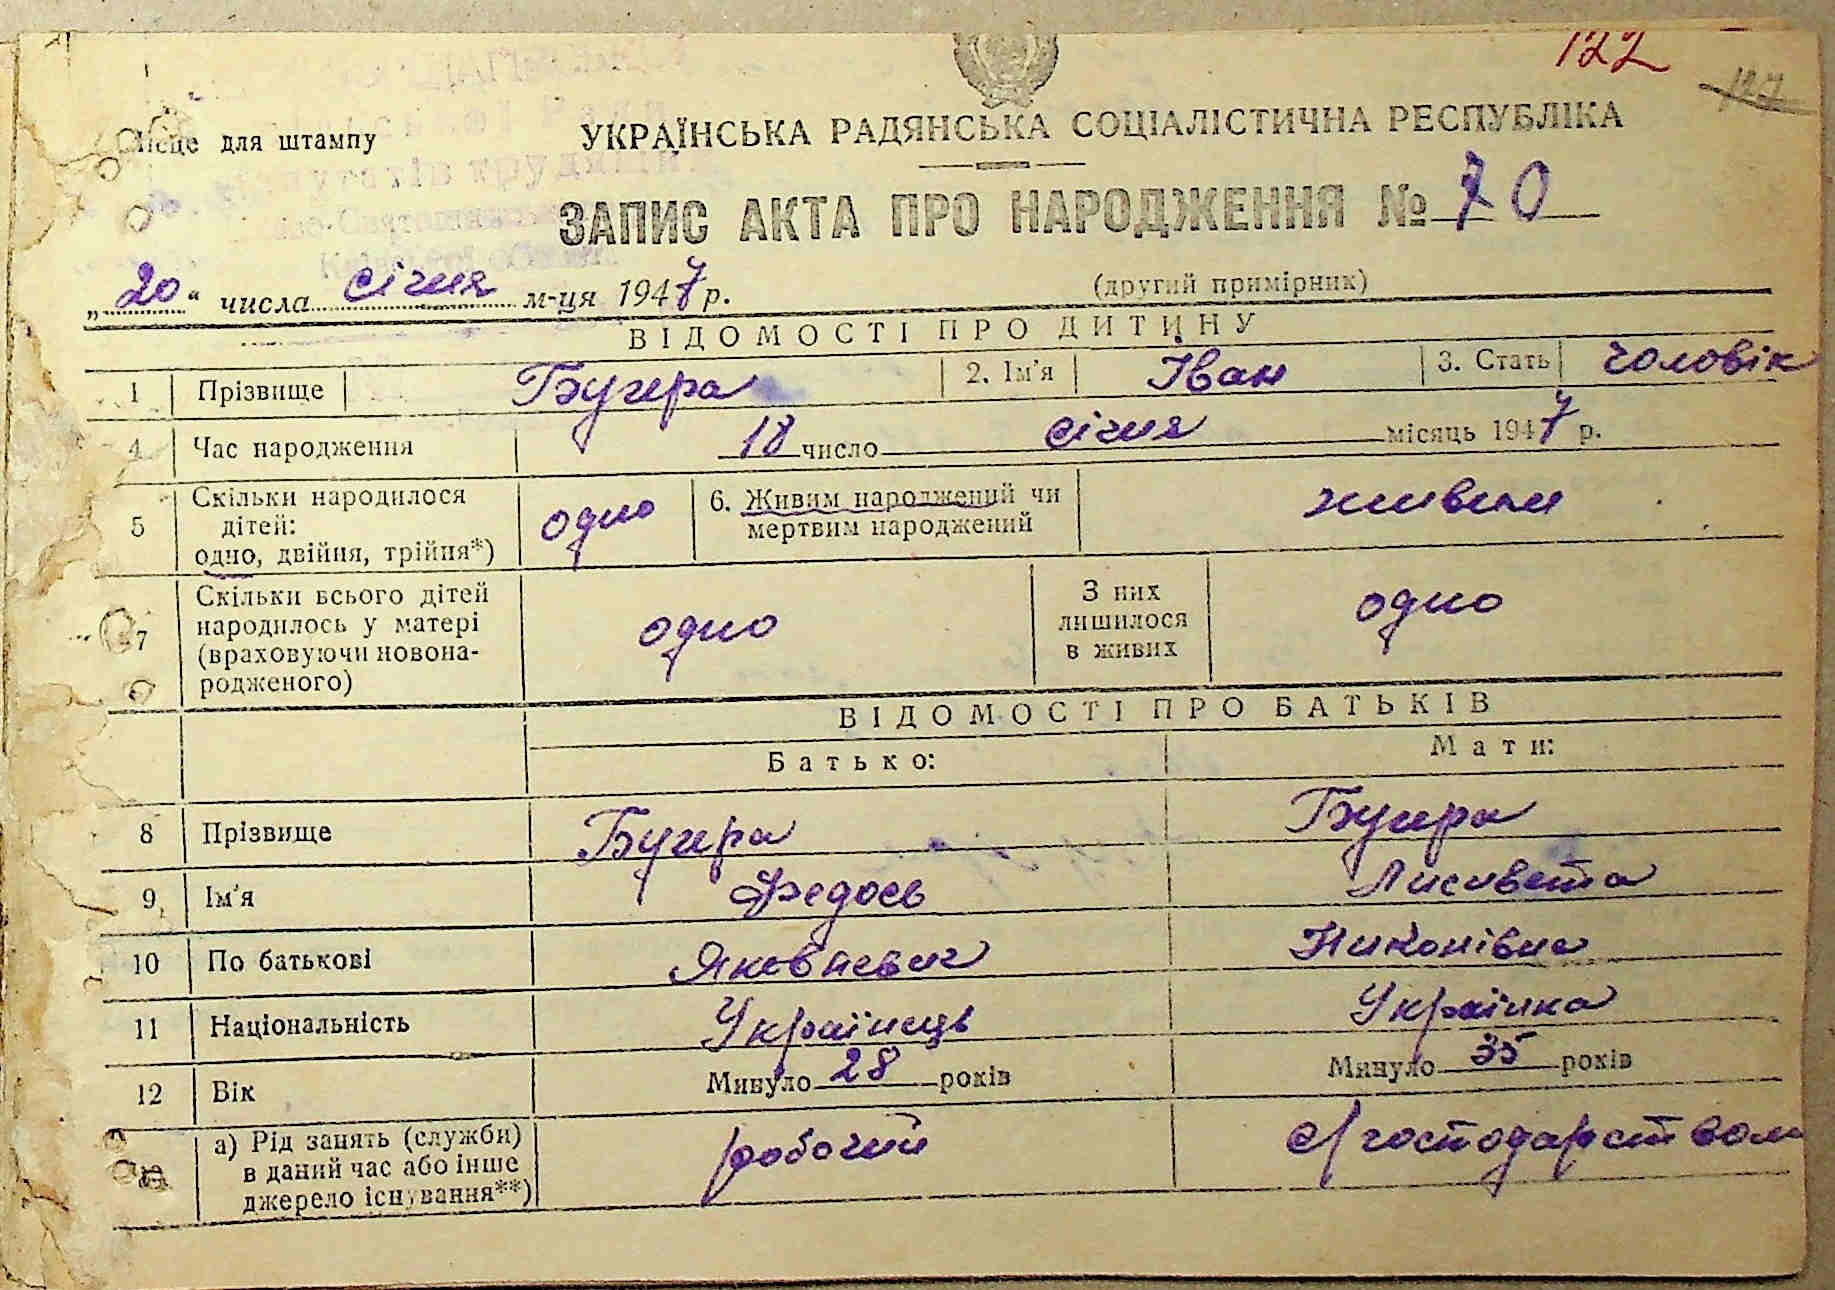 122
Місце для штампу
УКРАЇНСЬКА РАДЯНСЬКА СОЦІАЛІСТИЧНА РЕСПУБЛІКА
ЗАПИС АКТА ПРО НАРОДЖЕННЯ № 70
„20“ числа січня м-ця 1947 р. (другий примірник)
ВІДОМОСТІ ПРО ДИТИНУ
1 Прізвище Бугера 2. Ім'я Іван 3. Стать чоловік
4 Час народження 18 число січня місяць 1947 р.
5 Скільки народилося дітей: одно, двійня, трійня*) одно 6. Живим народжений чи мертвим народжений живим
7 Скільки всього дітей народилось у матері (враховуючи новонародженого) одно З них лишилося в живих одно
ВІДОМОСТІ ПРО БАТЬКІВ
Батько: Мати:
8 Прізвище Бугера Бугера
9 Ім'я Федось Лисивета
10 По батькові Яковлевич Никонівна
11 Національність Українець Українка
12 Вік Минуло 28 років Минуло 35 років
а) Рід занять (служби) в даний час або інше джерело існування**) робочий с/господарством